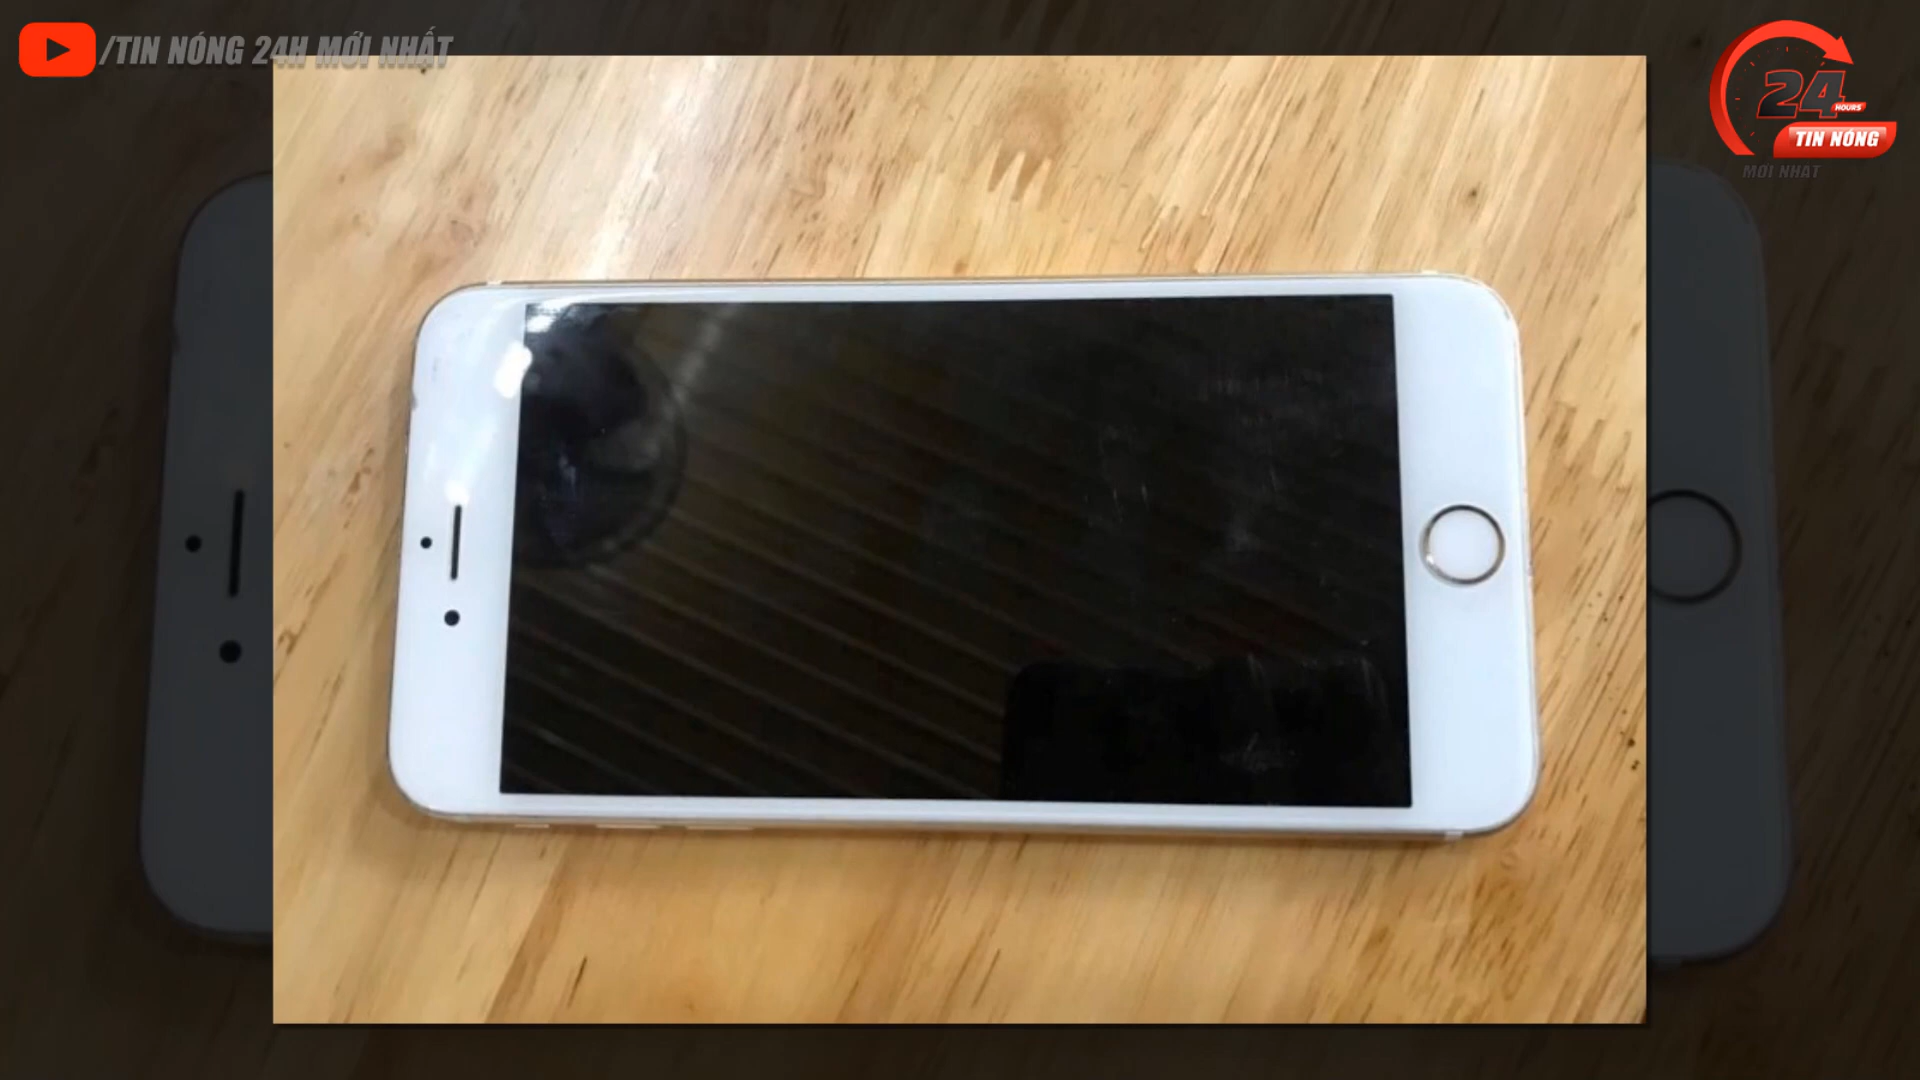 /TIN NÓNG 24H MỚI NHẤT
24
HOURS
TIN NÓNG
MỚI NHẤT